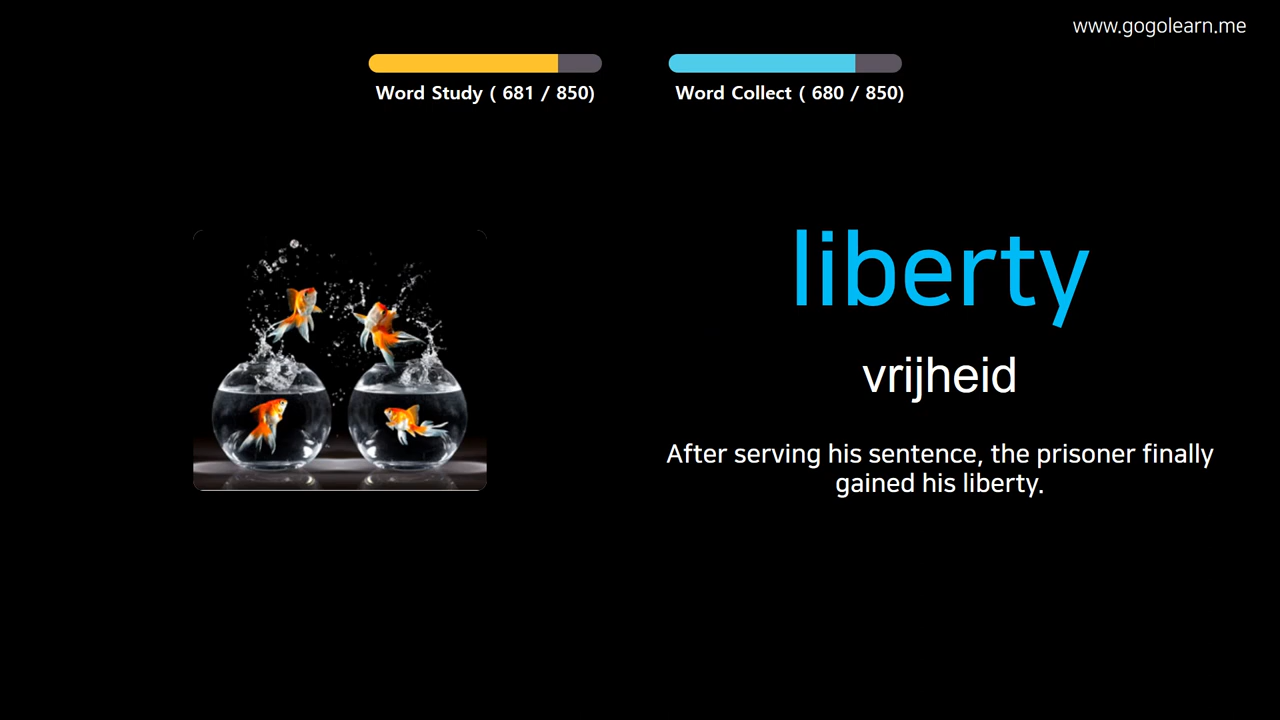 www.gogolearn.me
Word Study ( 681 / 850)
Word Collect ( 680 / 850)
liberty
vrijheid
After serving his sentence, the prisoner finally
gained his liberty.